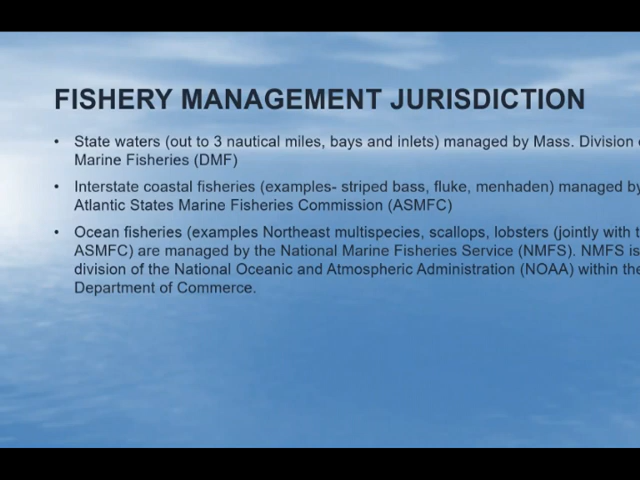 FISHERY MANAGEMENT JURISDICTION
• State waters (out to 3 nautical miles, bays and inlets) managed by Mass. Division
Marine Fisheries (DMF)
• Interstate coastal fisheries (examples- striped bass, fluke, menhaden) managed by
Atlantic States Marine Fisheries Commission (ASMFC)
• Ocean fisheries (examples Northeast multispecies, scallops, lobsters (jointly with
ASMFC) are managed by the National Marine Fisheries Service (NMFS). NMFS is
division of the National Oceanic and Atmospheric Administration (NOAA) within the
Department of Commerce.